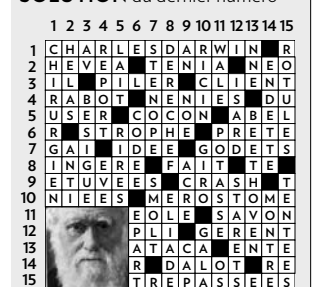 SOLUTION du dernier numéro
1 2 3 4 5 6 7 8 9 10 11 12 13 14 15
1 CHARLESDARWIN R
2 HEVEA TENIA NEO
3 IL PILER CLIENT
4 RABOT NENIES DU
5 USER COCON ABEL
6 R STROPHE PRETE
7 GAI IDEE GODETS
8 INGERE FAIT TE
9 ETUVEES CRASH T
10 NIEES MEROSTOME
11 EOLE SAVON
12 PLI GERENT
13 ATACA ENTE
14 R DALOT RE
15 TREPASSEES